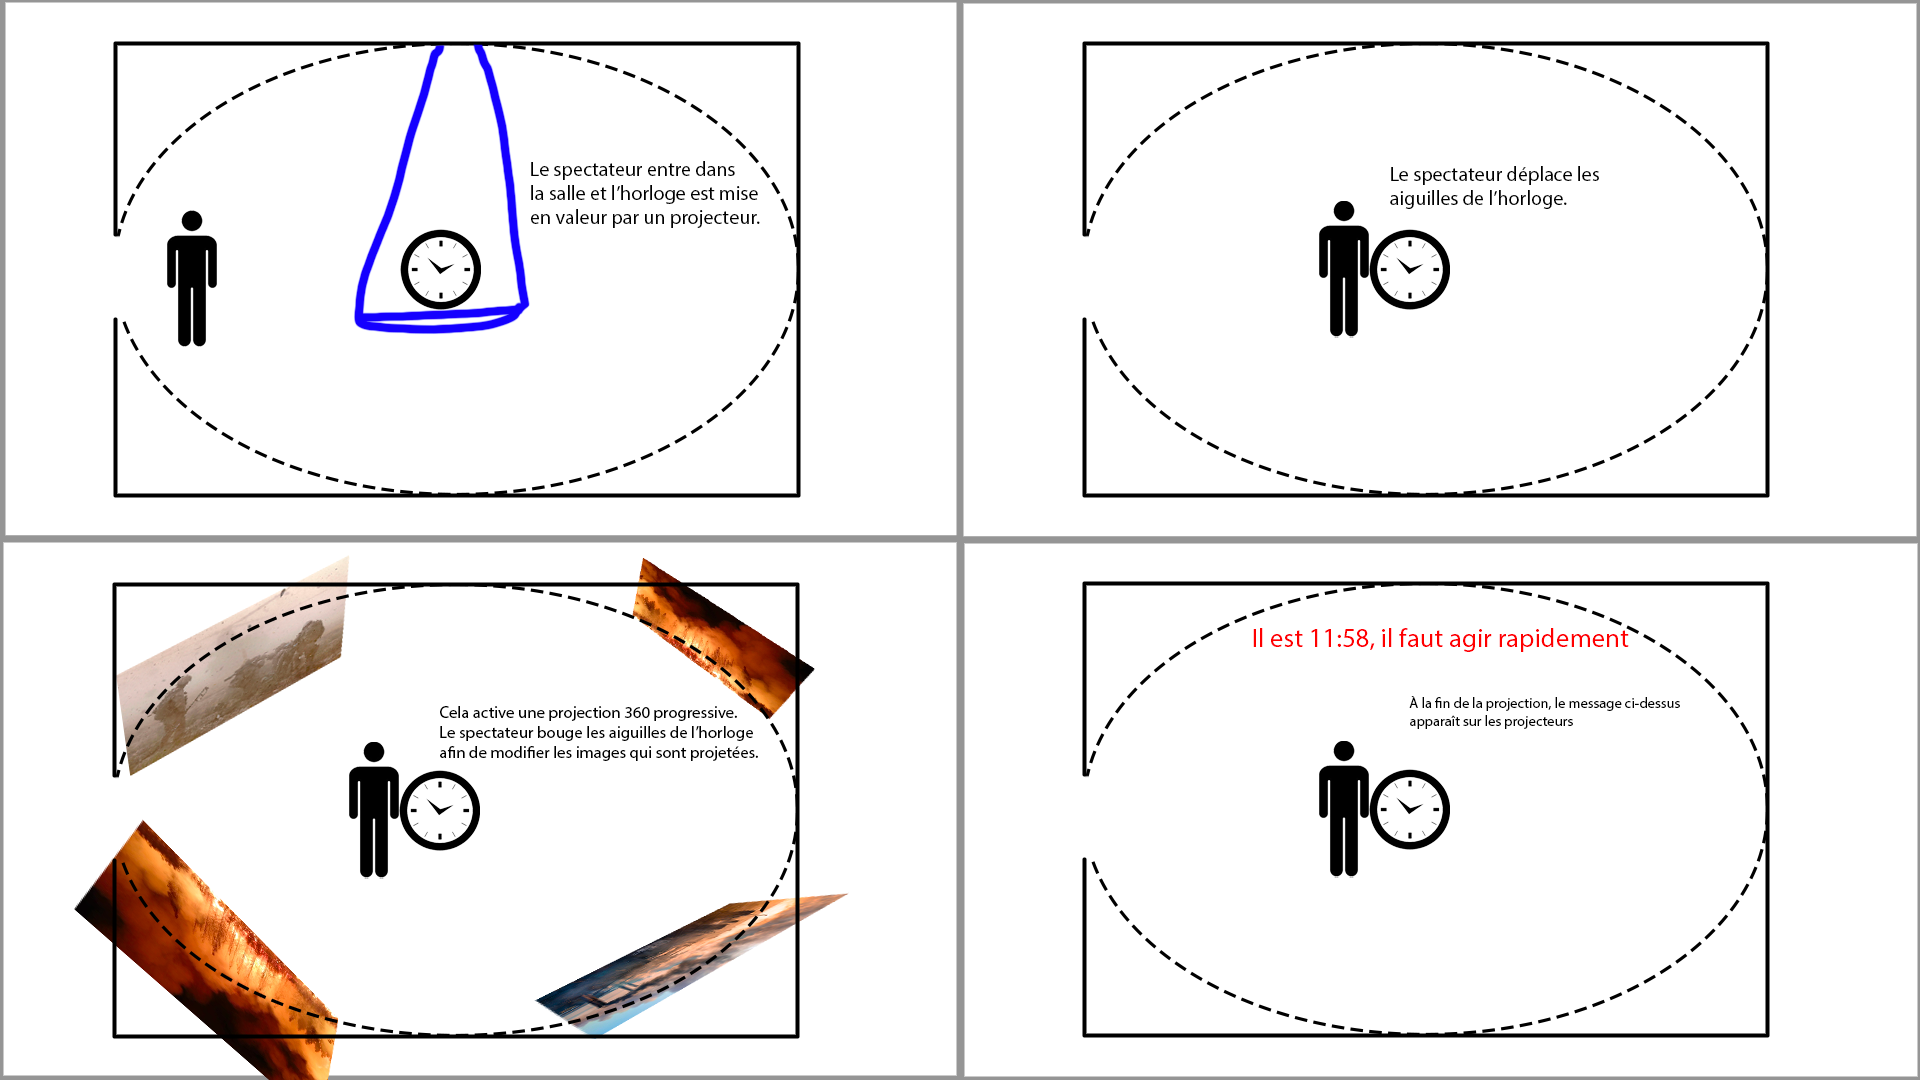 Le spectateur entre dans
la salle et l’horloge est mise
en valeur par un projecteur.
Le spectateur déplace les
aiguilles de l’horloge.
Cela active une projection 360 progressive.
Le spectateur bouge les aiguilles de l’horloge
afin de modifier les images qui sont projetées.
Il est 11:58, il faut agir rapidement
À la fin de la projection, le message ci-dessus
apparaît sur les projecteurs